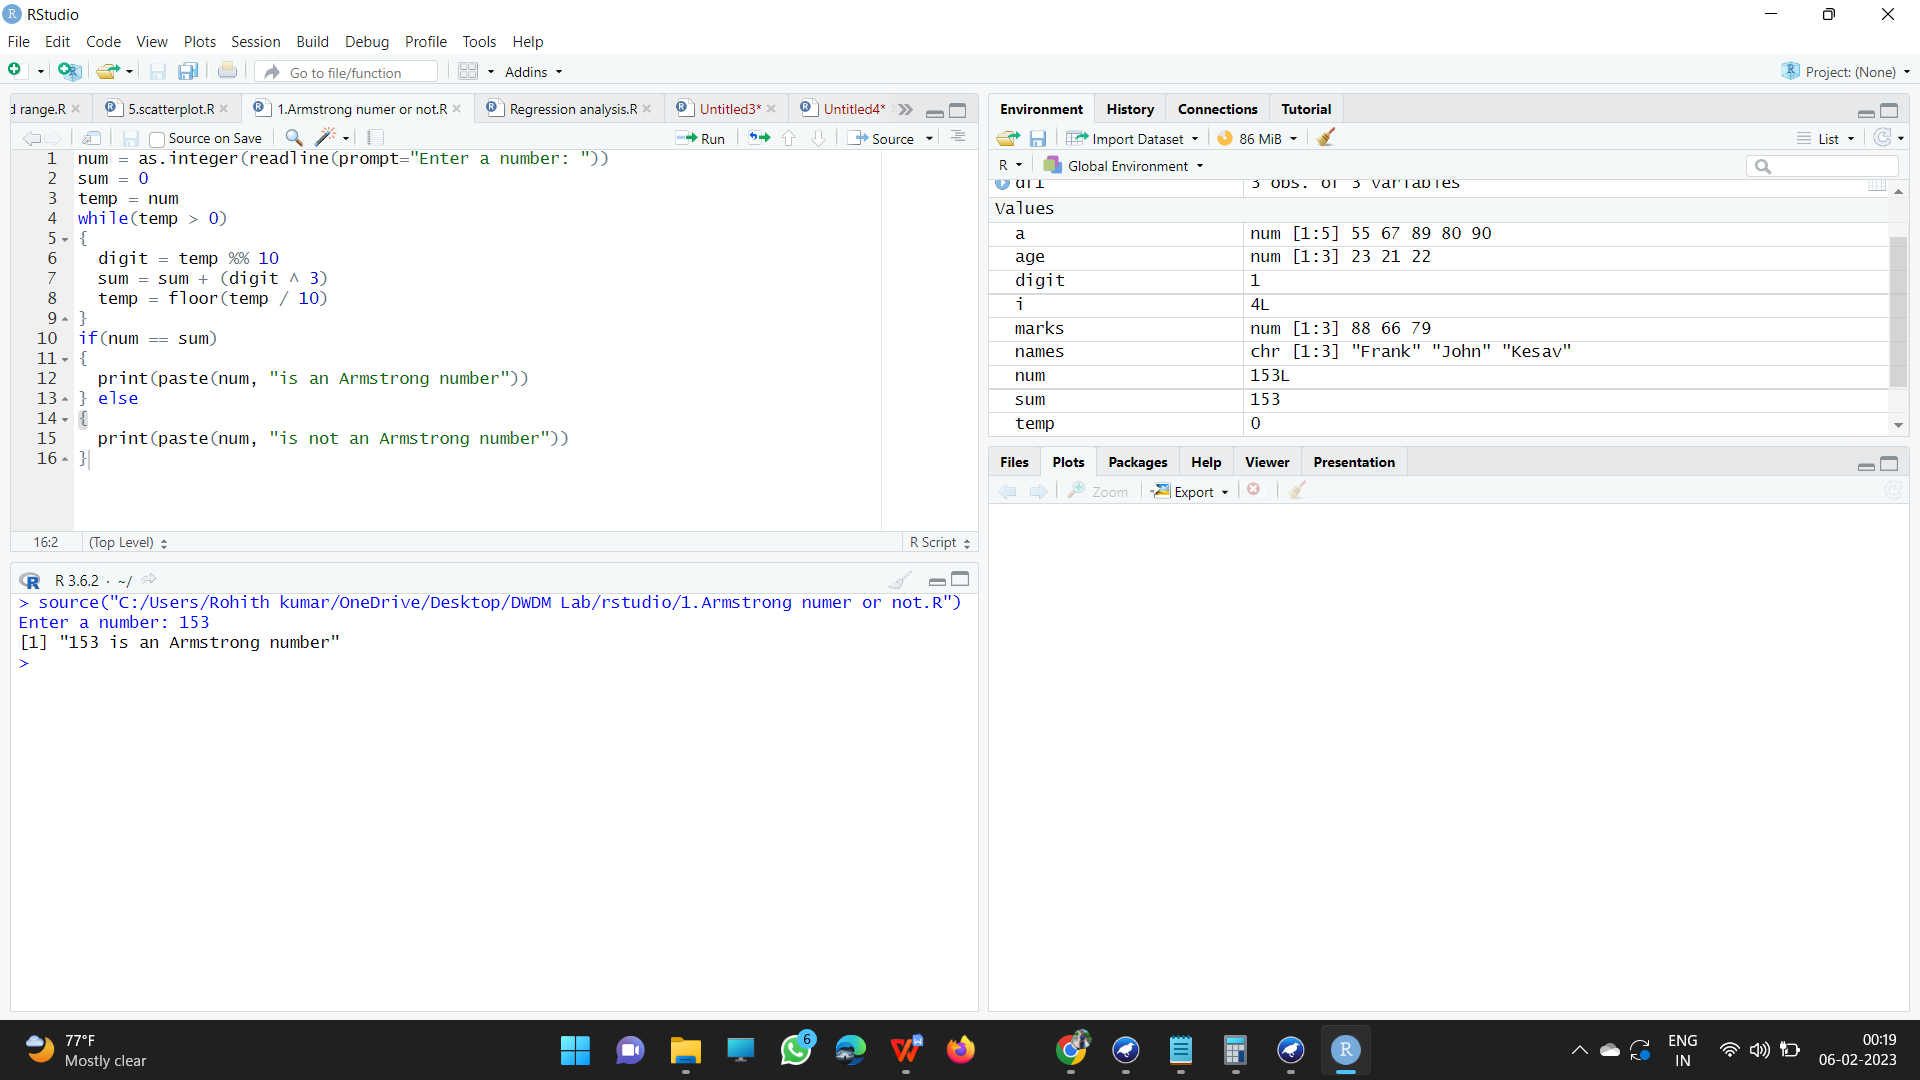 RStudio
File Edit Code View Plots Session Build Debug Profile Tools Help
Go to file/function Addins Project: (None)
d range.R 5.scatterplot.R 1.Armstrong numer or not.R Regression analysis.R Untitled3* Untitled4*
Source on Save Run Source
1 num = as.integer(readline(prompt="Enter a number: "))
2 sum = 0
3 temp = num
4 while(temp > 0)
5 {
6 digit = temp %% 10
7 sum = sum + (digit ^ 3)
8 temp = floor(temp / 10)
9 }
10 if(num == sum)
11 {
12 print(paste(num, "is an Armstrong number"))
13 } else
14 {
15 print(paste(num, "is not an Armstrong number"))
16 }
16:2 (Top Level) R Script
R 3.6.2 · ~/
> source("C:/Users/Rohith kumar/OneDrive/Desktop/DWDM Lab/rstudio/1.Armstrong numer or not.R")
Enter a number: 153
[1] "153 is an Armstrong number"
>
Environment History Connections Tutorial
Import Dataset 86 MiB List
R Global Environment
df1 3 obs. of 3 variables
Values
a num [1:5] 55 67 89 80 90
age num [1:3] 23 21 22
digit 1
i 4L
marks num [1:3] 88 66 79
names chr [1:3] "Frank" "John" "Kesav"
num 153L
sum 153
temp 0
Files Plots Packages Help Viewer Presentation
Zoom Export
77°F
Mostly clear
6
R
ENG
IN
00:19
06-02-2023